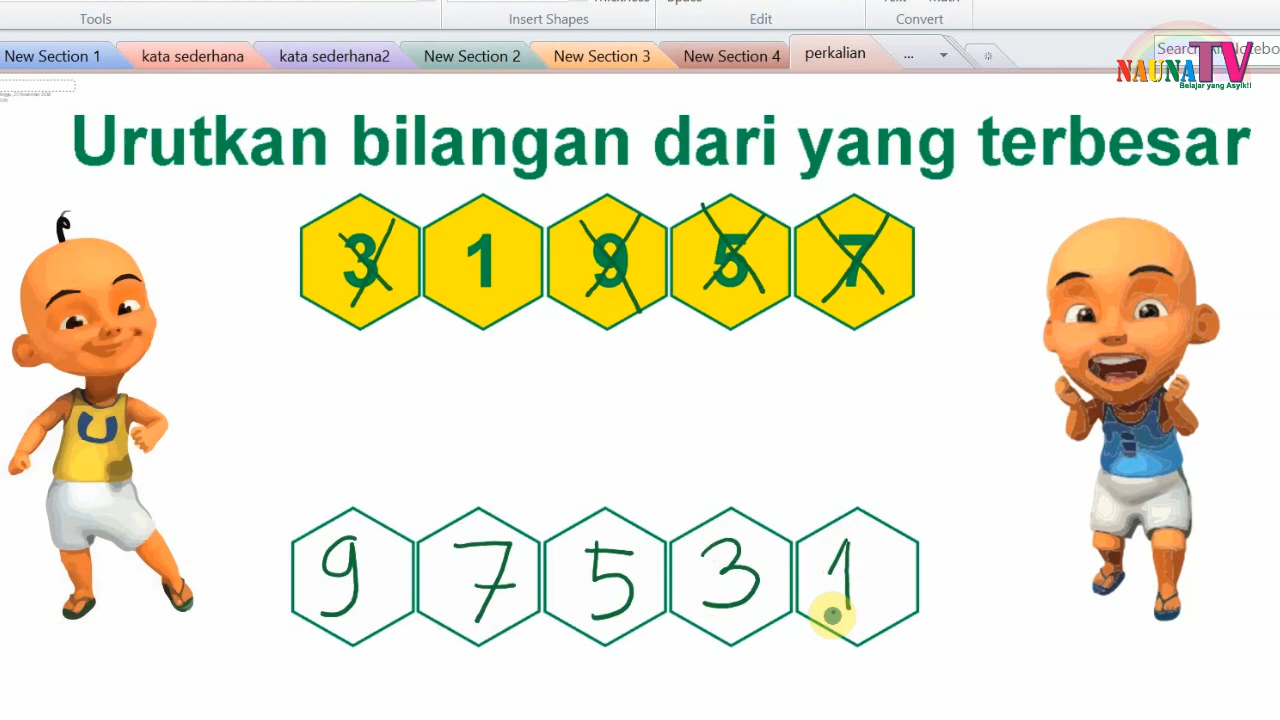 Tools Insert Shapes Edit Convert
New Section 1 kata sederhana kata sederhana2 New Section 2 New Section 3 New Section 4 perkalian ...
Search
NAUNA TV
Belajar yang Asyik!!
Urutkan bilangan dari yang terbesar
3 1 9 5 7
U
9 7 5 3 1